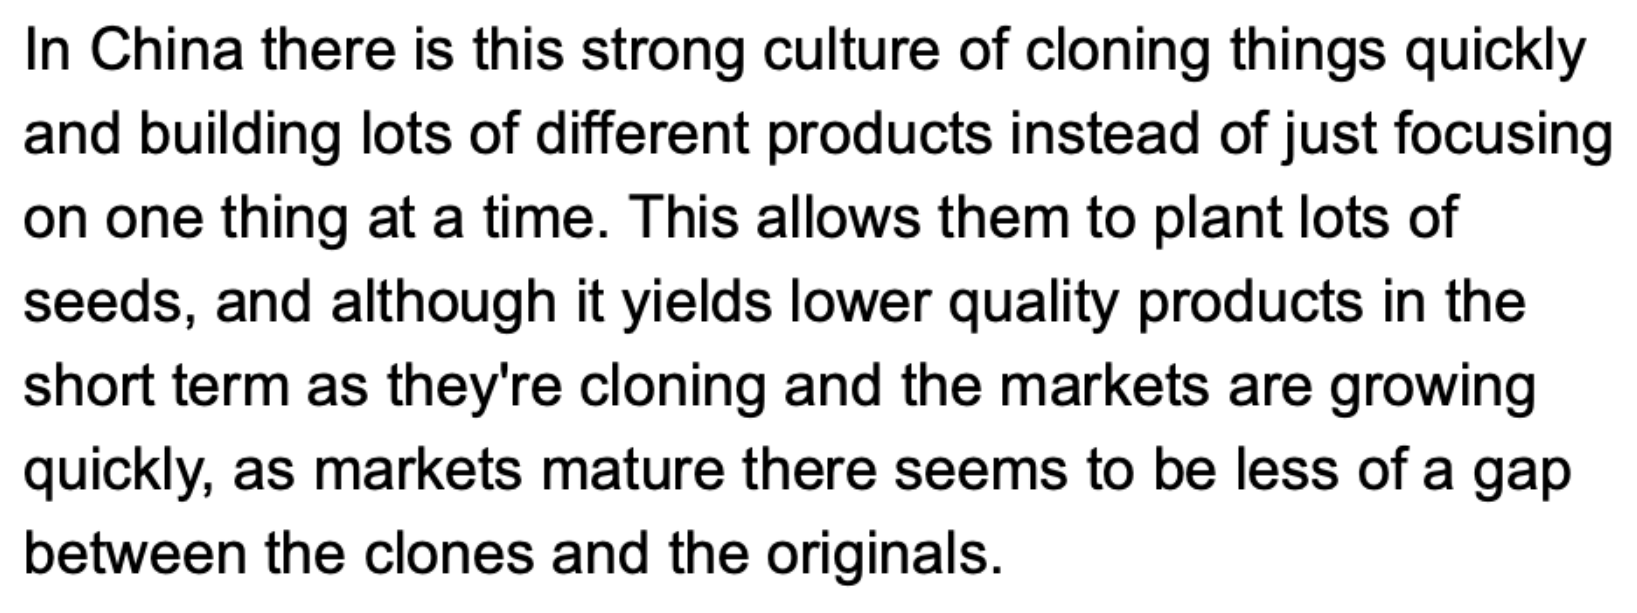 In China there is this strong culture of cloning things quickly
and building lots of different products instead of just focusing
on one thing at a time. This allows them to plant lots of
seeds, and although it yields lower quality products in the
short term as they're cloning and the markets are growing
quickly, as markets mature there seems to be less of a gap
between the clones and the originals.